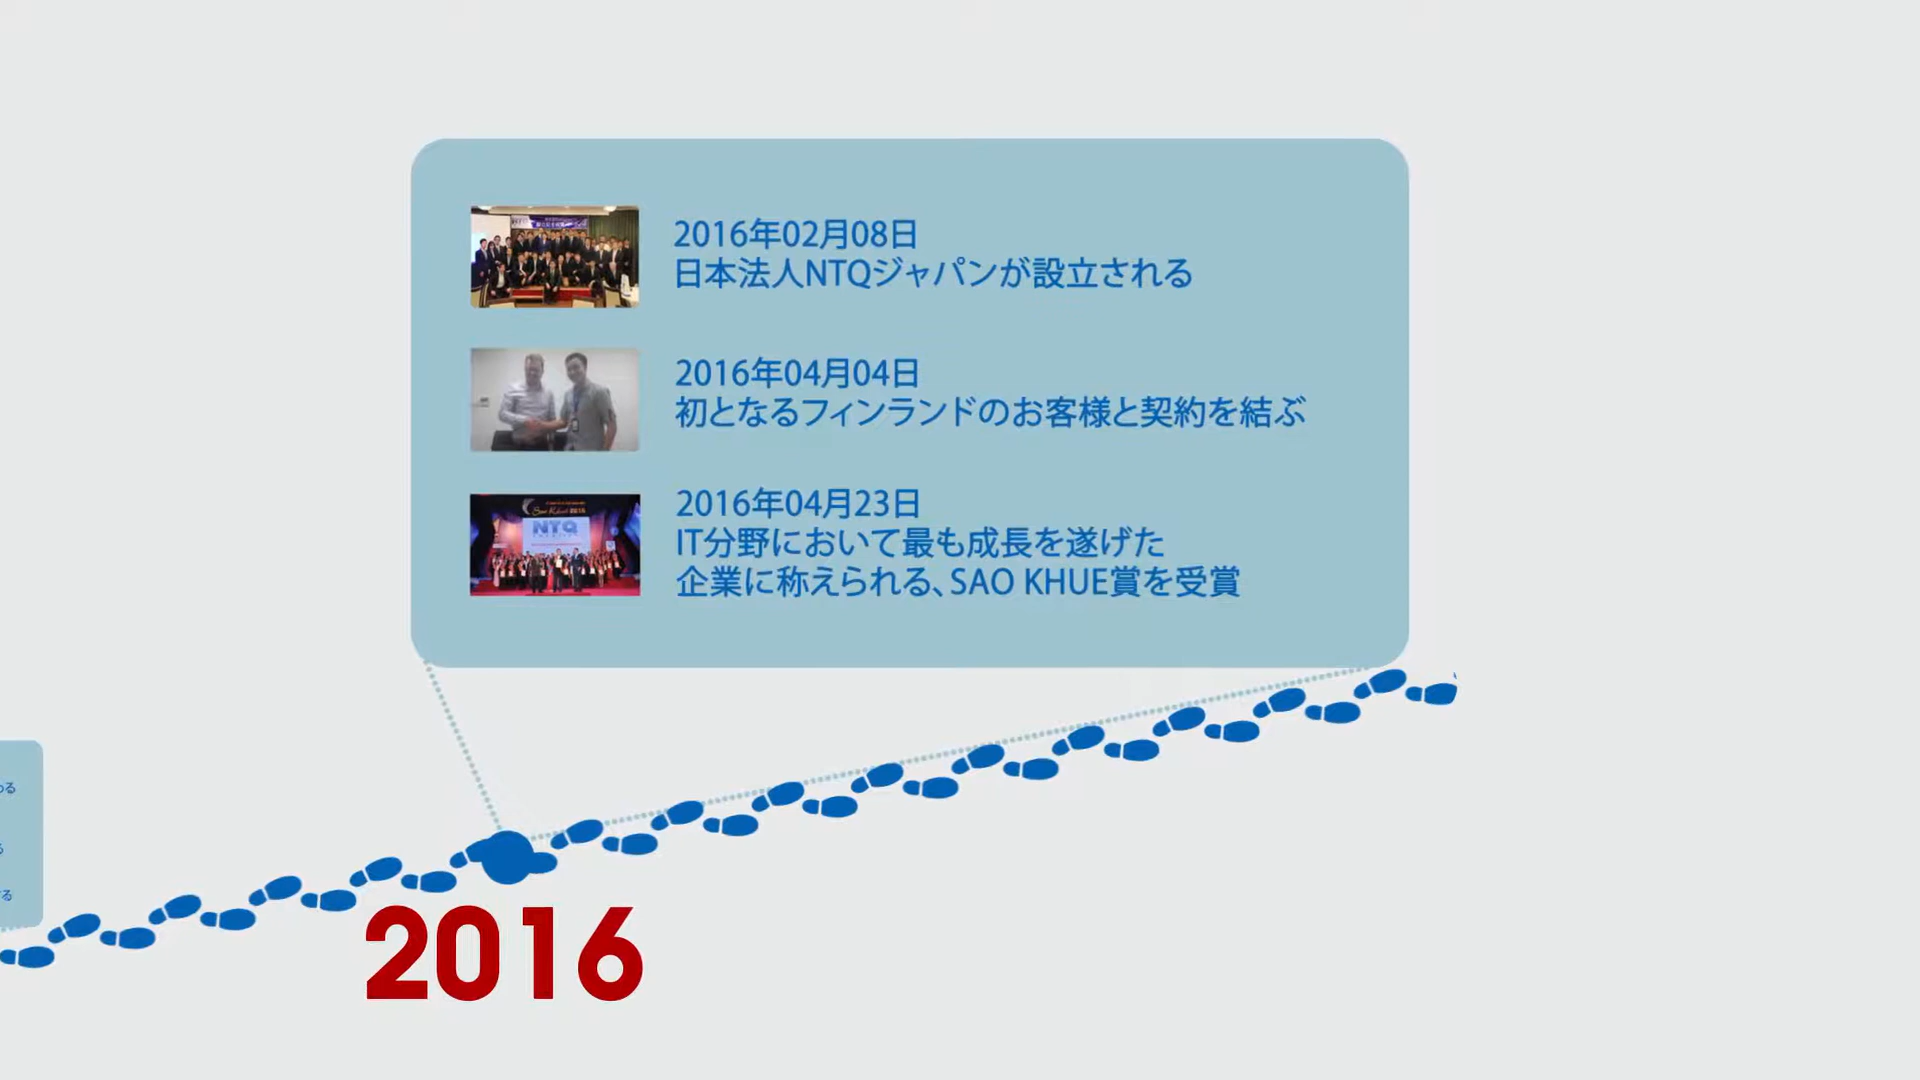 2016年02月08日
日本法人NTQジャパンが設立される
2016年04月04日
初となるフィンランドのお客様と契約を結ぶ
2016年04月23日
IT分野において最も成長を遂げた
企業に称えられる、SAO KHUE賞を受賞
NTQ
る
る
2016